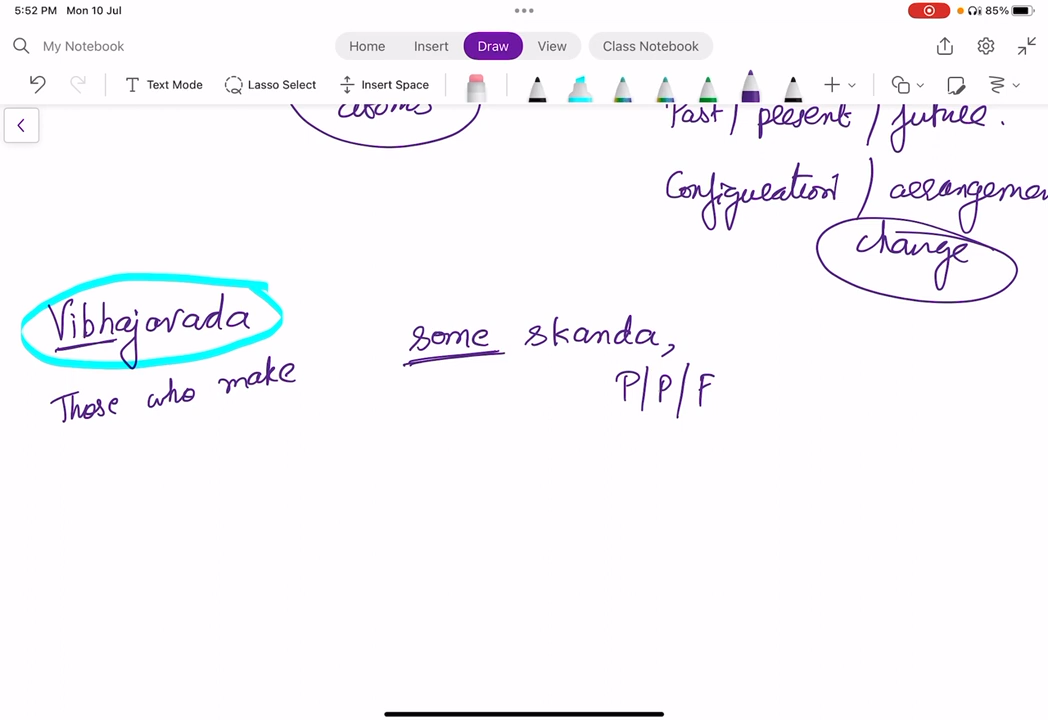 5:52 PM Mon 10 Jul
85%
My Notebook
Home Insert Draw View Class Notebook
Text Mode Lasso Select Insert Space
atoms
Past / present / future.
Configuration / arrangemen
change
Vibhajavada
Those who make
some skanda,
P/P/F